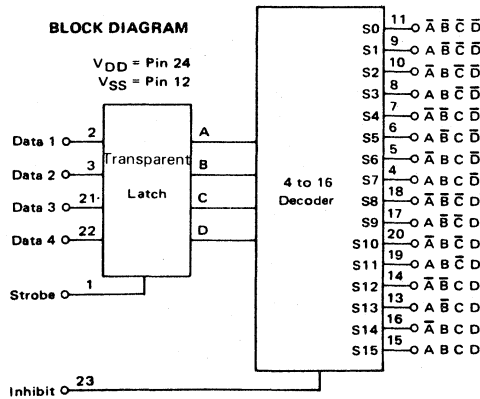 BLOCK DIAGRAM
VDD = Pin 24
VSS = Pin 12
Data 1 2
Data 2 3
Data 3 21
Data 4 22
Strobe 1
Inhibit 23
Transparent
Latch
A
B
C
D
4 to 16
Decoder
S0 11 A̅ B̅ C̅ D̅
S1 9 A B̅ C̅ D̅
S2 10 A̅ B C̅ D̅
S3 8 A B C̅ D̅
S4 7 A̅ B̅ C D̅
S5 6 A B̅ C D̅
S6 5 A̅ B C D̅
S7 4 A B C D̅
S8 18 A̅ B̅ C̅ D
S9 17 A B̅ C̅ D
S10 20 A̅ B C̅ D
S11 19 A B C̅ D
S12 14 A̅ B̅ C D
S13 13 A B̅ C D
S14 16 A̅ B C D
S15 15 A B C D